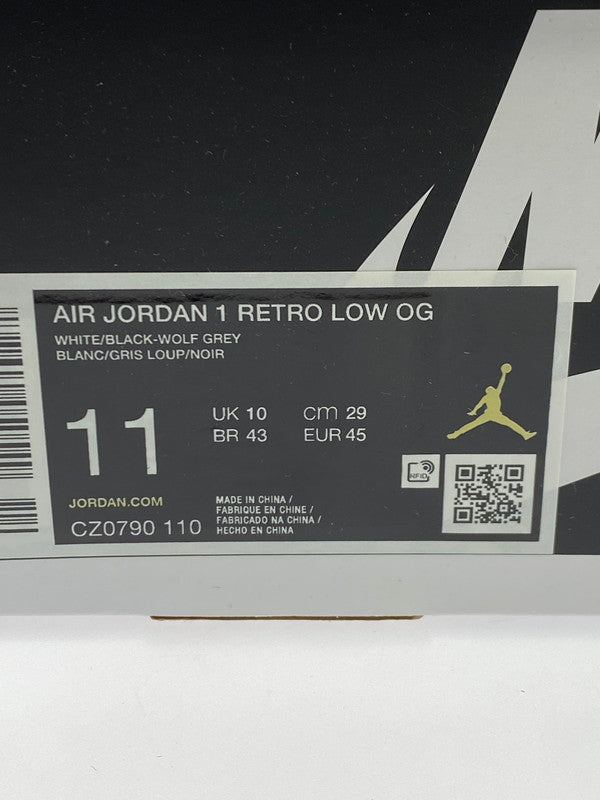 AIR JORDAN 1 RETRO LOW OG
WHITE/BLACK-WOLF GREY
BLANC/GRIS LOUP/NOIR
11
UK 10 cm 29
BR 43 EUR 45
RFID
JORDAN.COM
CZ0790 110
MADE IN CHINA /
FABRIQUE EN CHINE /
FABRICADO NA CHINA /
HECHO EN CHINA